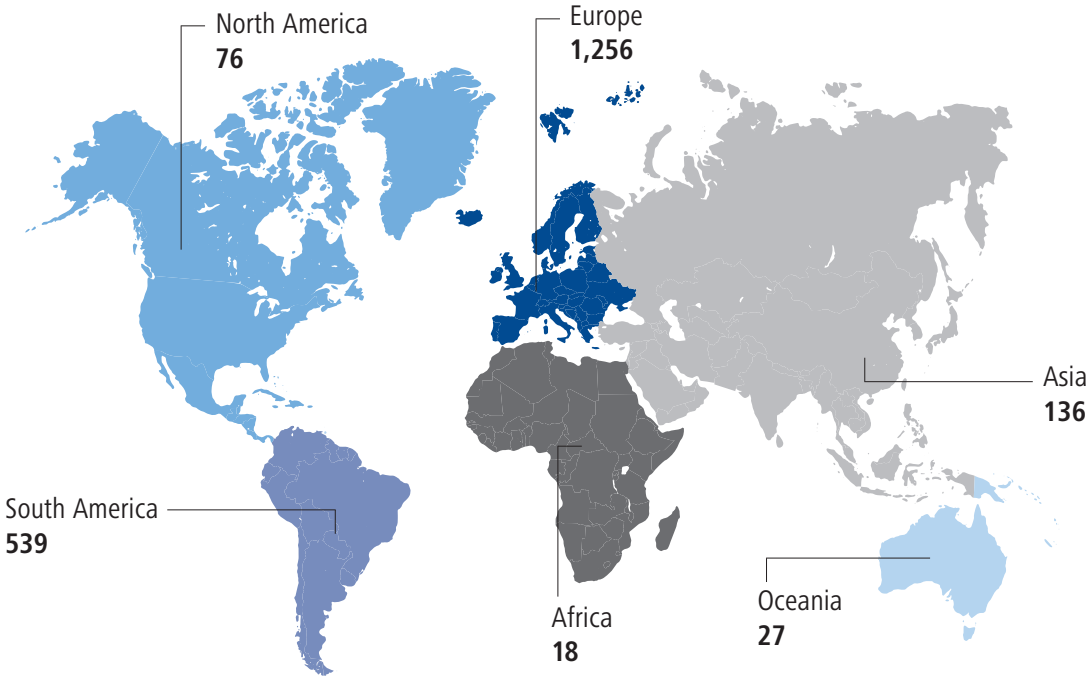 North America
76
Europe
1,256
Asia
136
South America
539
Africa
18
Oceania
27